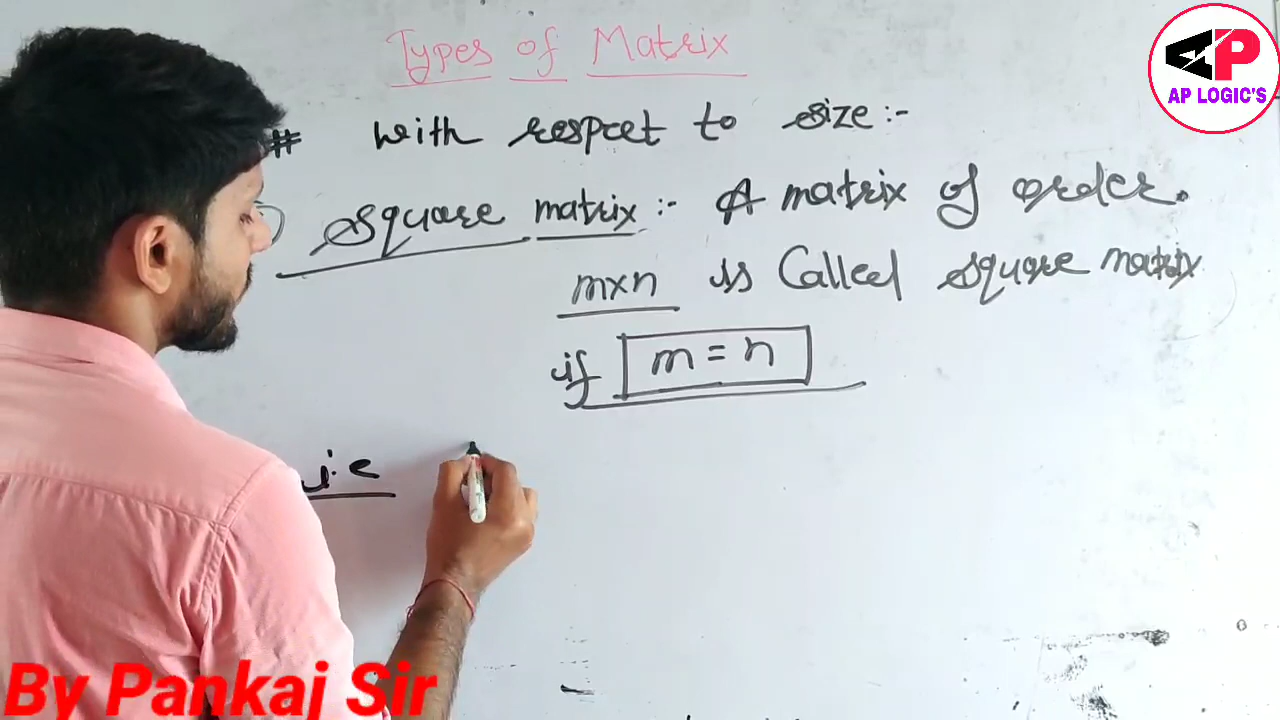 Types of Matrix
AP
AP LOGIC'S
# with respect to size:-
square matrix :- A matrix of order.
m×n is Called square matrix
if m = n
i.e
By Pankaj Sir